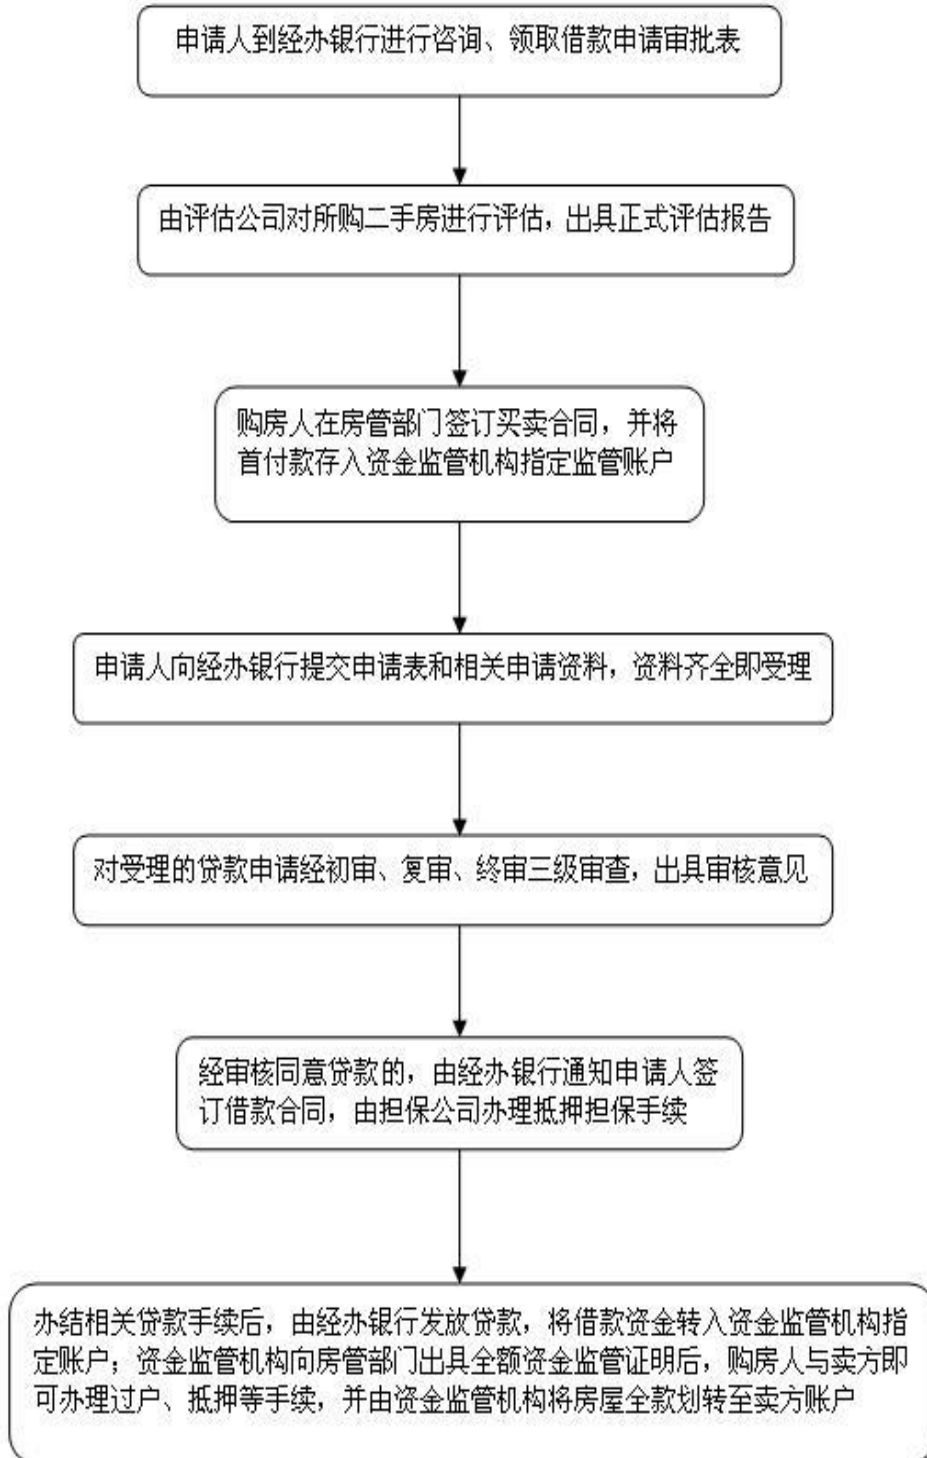 申请人到经办银行进行咨询、领取借款申请审批表
由评估公司对所购二手房进行评估，出具正式评估报告
购房人在房管部门签订买卖合同，并将
首付款存入资金监管机构指定监管账户
申请人向经办银行提交申请表和相关申请资料，资料齐全即受理
对受理的贷款申请经初审、复审、终审三级审查，出具审核意见
经审核同意贷款的，由经办银行通知申请人签
订借款合同，由担保公司办理抵押担保手续
办结相关贷款手续后，由经办银行发放贷款，将借款资金转入资金监管机构指
定账户；资金监管机构向房管部门出具全额资金监管证明后，购房人与卖方即
可办理过户、抵押等手续，并由资金监管机构将房屋全款划转至卖方账户